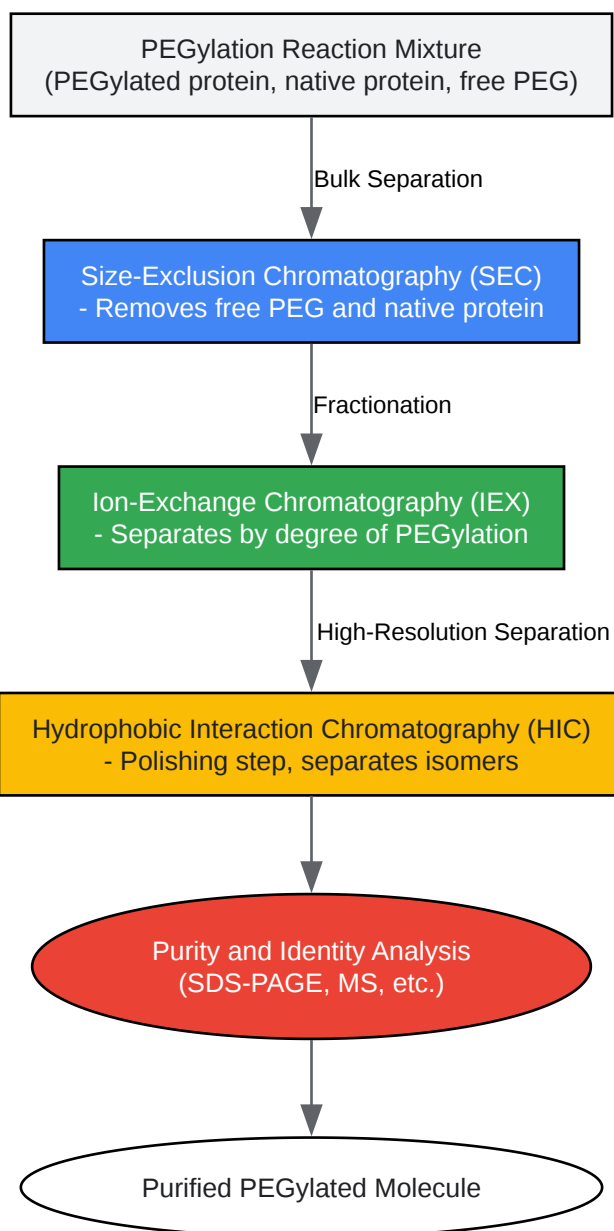 PEGylation Reaction Mixture
(PEGylated protein, native protein, free PEG)
Bulk Separation
Size-Exclusion Chromatography (SEC)
- Removes free PEG and native protein
Fractionation
Ion-Exchange Chromatography (IEX)
- Separates by degree of PEGylation
High-Resolution Separation
Hydrophobic Interaction Chromatography (HIC)
- Polishing step, separates isomers
Purity and Identity Analysis
(SDS-PAGE, MS, etc.)
Purified PEGylated Molecule